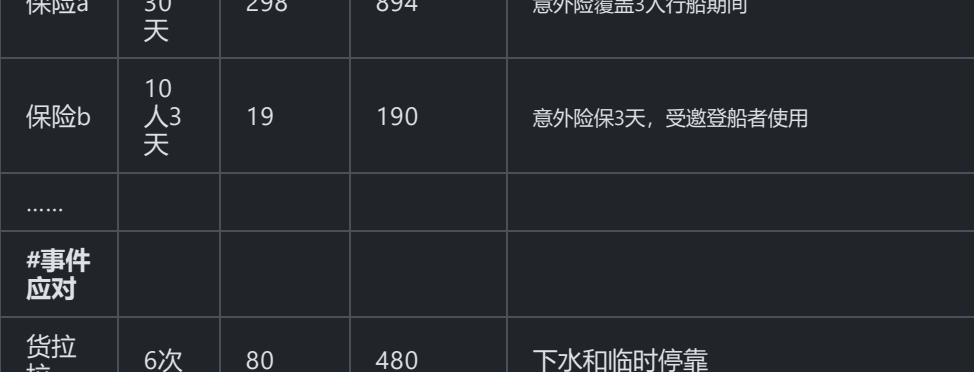 保险a 30 298 894 意外险覆盖3人行船期间
天
保险b 10 19 190 意外险保3天，受邀登船者使用
人3
天
……
#事件
应对
货拉 6次 80 480 下水和临时停靠
拉